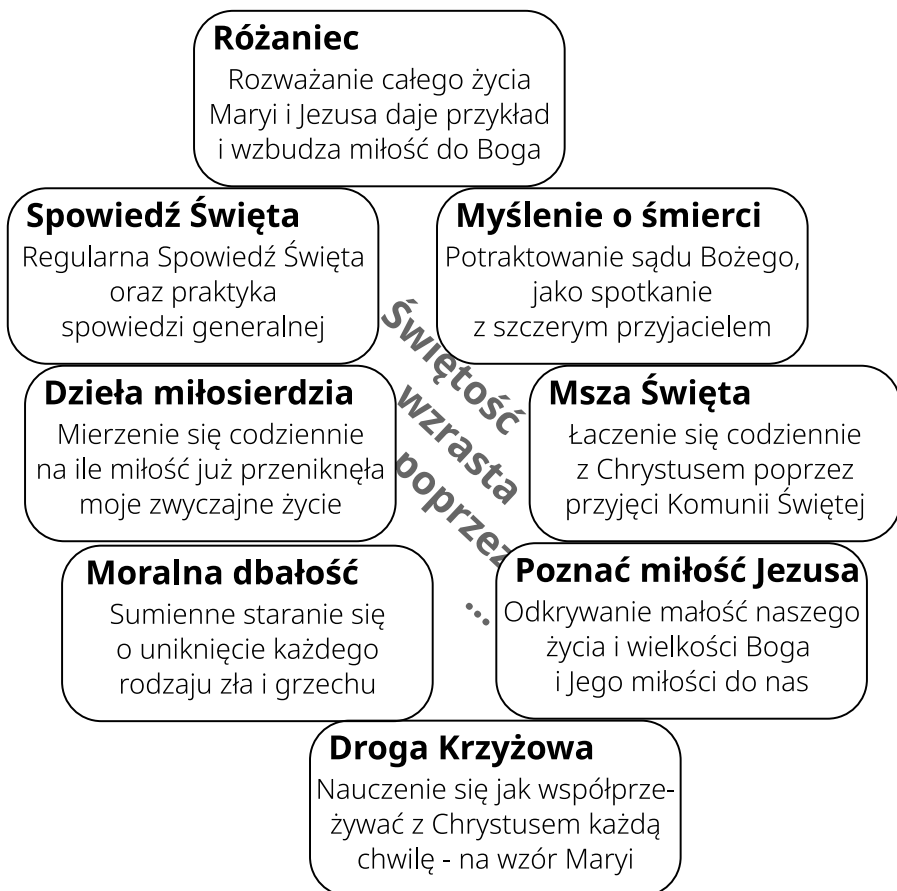 Różaniec
Rozważanie całego życia
Maryi i Jezusa daje przykład
i wzbudza miłość do Boga
Spowiedź Święta
Regularna Spowiedź Święta
oraz praktyka
spowiedzi generalnej
Myślenie o śmierci
Potraktowanie sądu Bożego,
jako spotkanie
z szczerym przyjacielem
Świętość
wzrasta
poprzez
...
Dzieła miłosierdzia
Mierzenie się codziennie
na ile miłość już przeniknęła
moje zwyczajne życie
Msza Święta
Łaczenie się codziennie
z Chrystusem poprzez
przyjęci Komunii Świętej
Moralna dbałość
Sumienne staranie się
o uniknięcie każdego
rodzaju zła i grzechu
Poznać miłość Jezusa
Odkrywanie małość naszego
życia i wielkości Boga
i Jego miłości do nas
Droga Krzyżowa
Nauczenie się jak współprze-
żywać z Chrystusem każdą
chwilę - na wzór Maryi